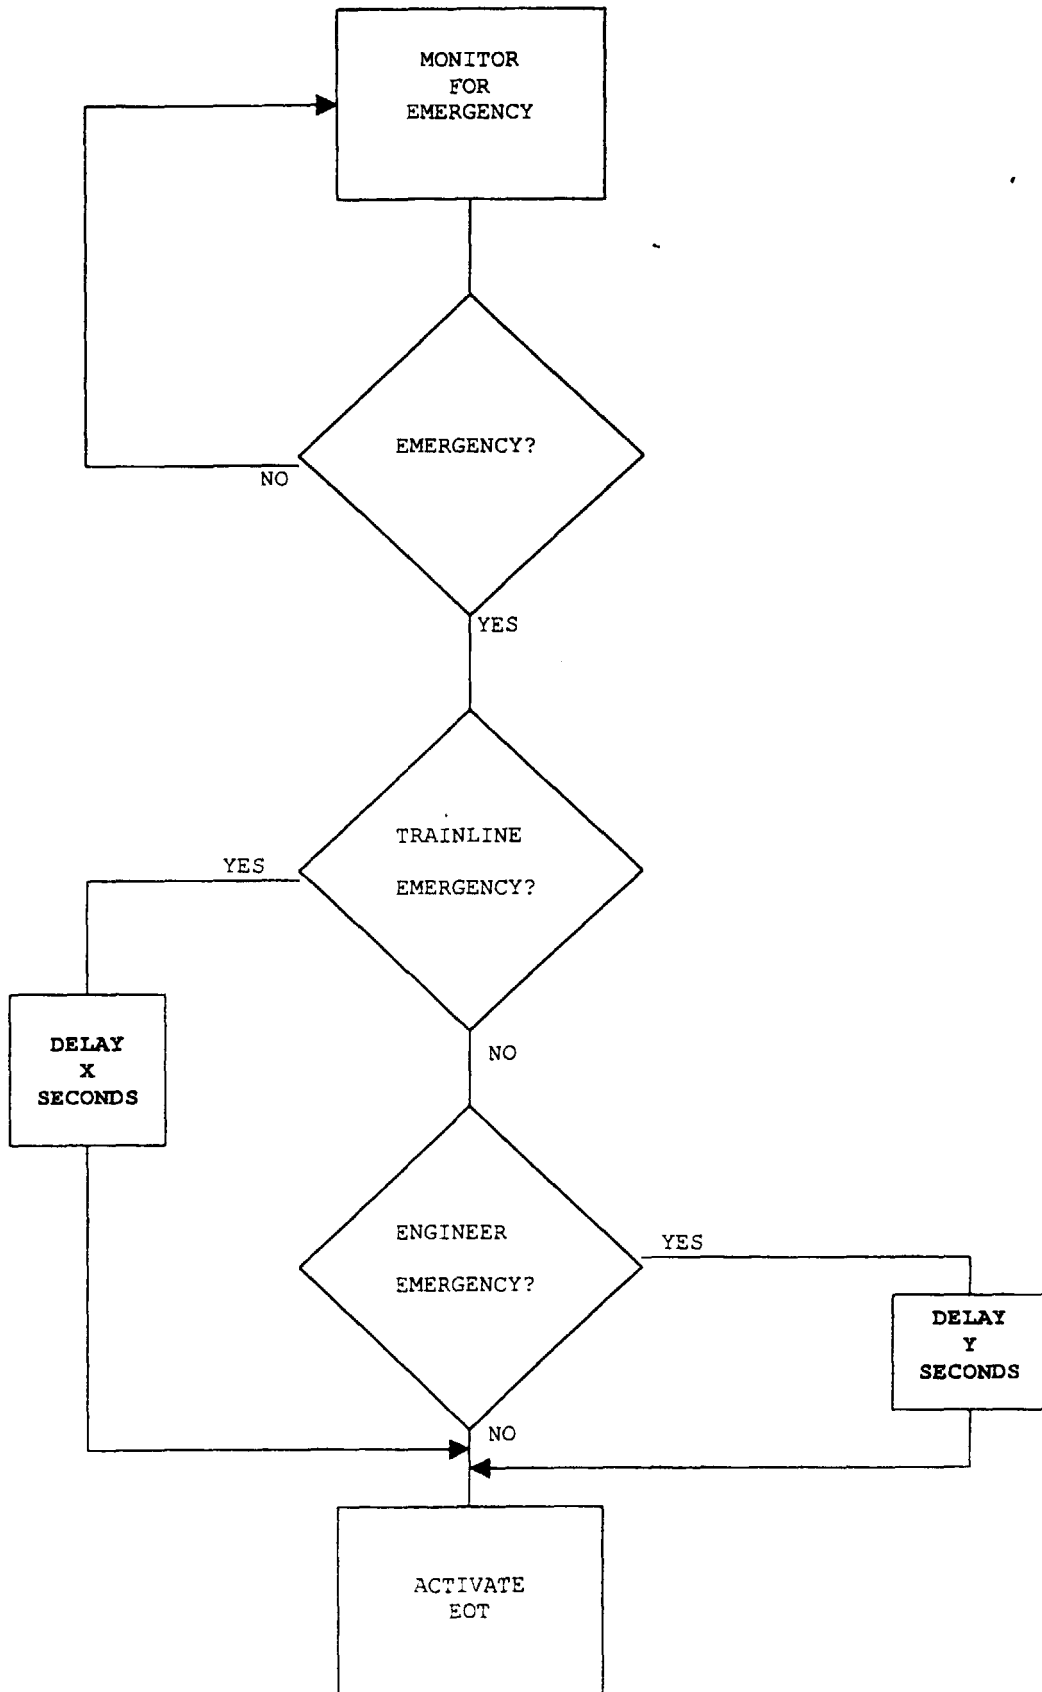 MONITOR
FOR
EMERGENCY
EMERGENCY?
NO
YES
TRAINLINE
EMERGENCY?
YES
NO
DELAY
X
SECONDS
ENGINEER
EMERGENCY?
YES
DELAY
Y
SECONDS
NO
ACTIVATE
EOT